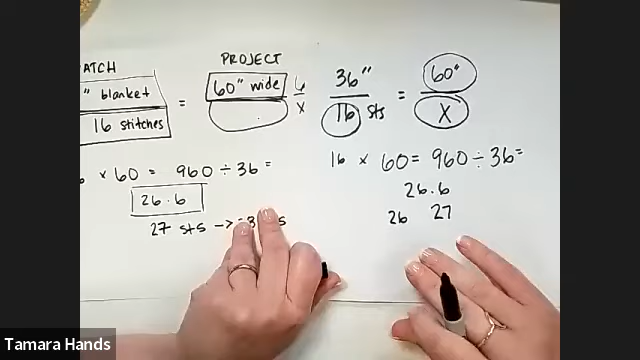 ATCH
" blanket
16 stitches
=
PROJECT
60" wide
6
X
36"
16 sts
=
60"
X
× 60 = 960 ÷ 36 =
26.6
27 sts →
16 × 60 = 960 ÷ 36 =
26.6
26 27
Tamara Hands